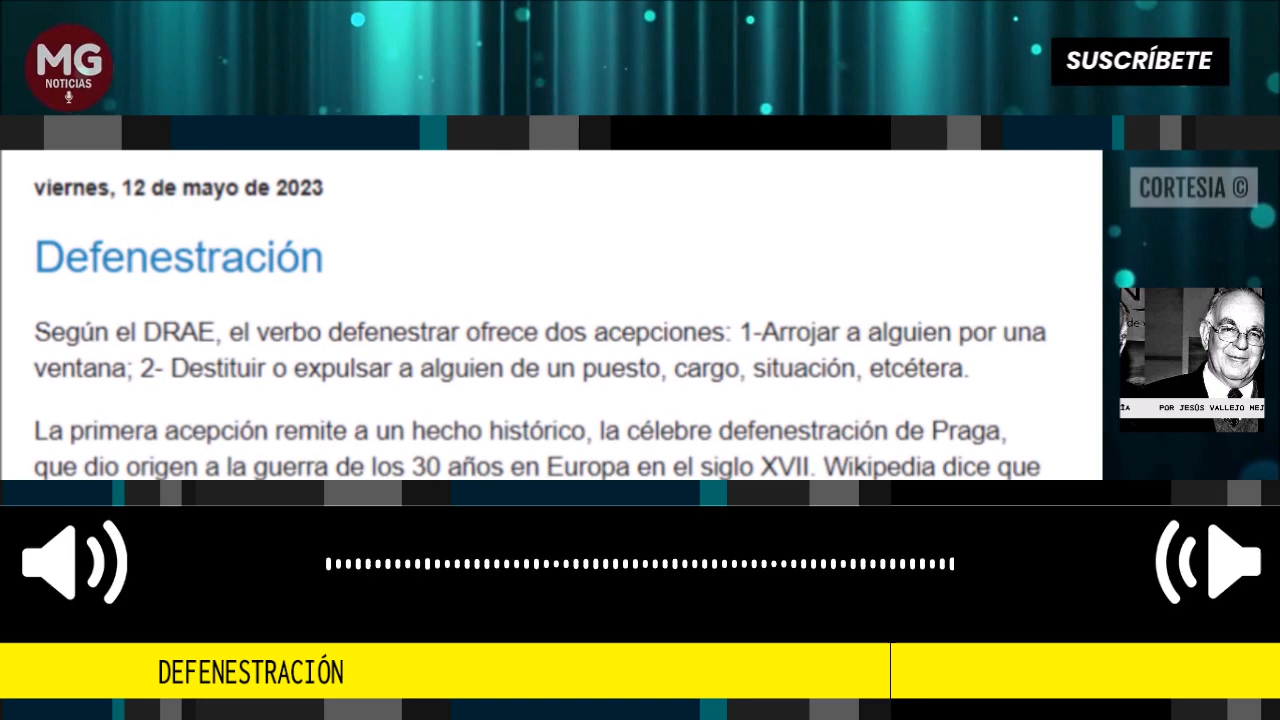 MG
NOTICIAS
SUSCRÍBETE
viernes, 12 de mayo de 2023
CORTESIA ©
Defenestración
Según el DRAE, el verbo defenestrar ofrece dos acepciones: 1-Arrojar a alguien por una
ventana; 2- Destituir o expulsar a alguien de un puesto, cargo, situación, etcétera.
POR JESÚS VALLEJO MEJ
La primera acepción remite a un hecho histórico, la célebre defenestración de Praga,
que dio origen a la guerra de los 30 años en Europa en el siglo XVII. Wikipedia dice que
DEFENESTRACIÓN